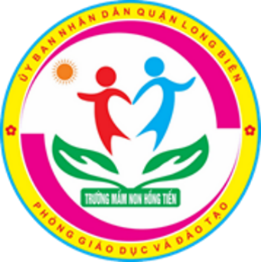 ỦY BAN NHÂN DÂN QUẬN LONG BIÊN
TRƯỜNG MẦM NON HỒNG TIẾN
PHÒNG GIÁO DỤC VÀ ĐÀO TẠO